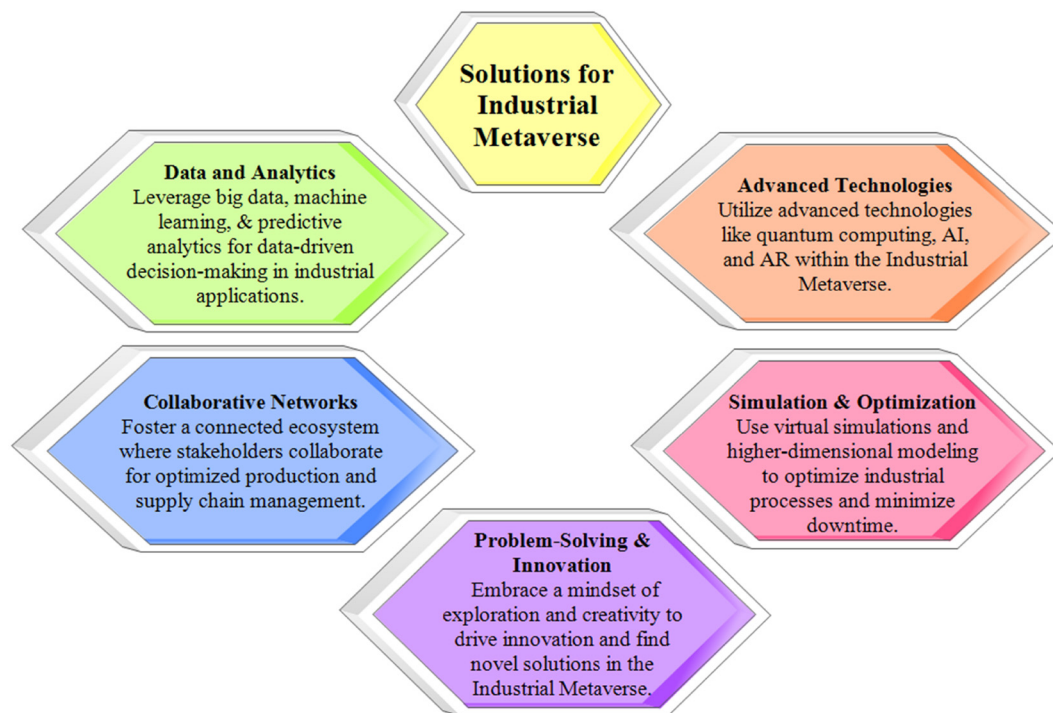 Solutions for
Industrial
Metaverse
Data and Analytics
Leverage big data, machine
learning, & predictive
analytics for data-driven
decision-making in industrial
applications.
Advanced Technologies
Utilize advanced technologies
like quantum computing, AI,
and AR within the Industrial
Metaverse.
Collaborative Networks
Foster a connected ecosystem
where stakeholders collaborate
for optimized production and
supply chain management.
Simulation & Optimization
Use virtual simulations and
higher-dimensional modeling
to optimize industrial
processes and minimize
downtime.
Problem-Solving &
Innovation
Embrace a mindset of
exploration and creativity to
drive innovation and find
novel solutions in the
Industrial Metaverse.